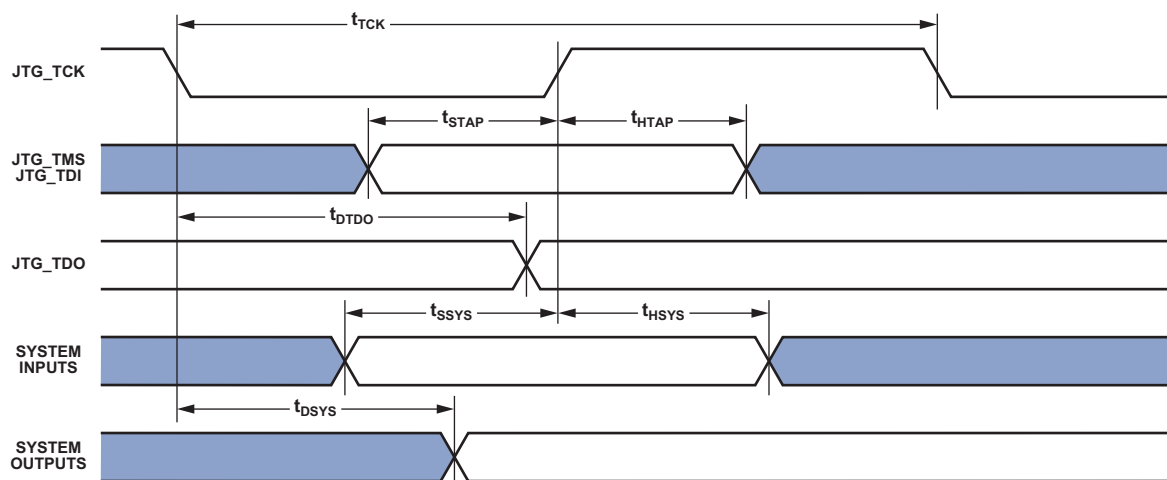 tTCK
JTG_TCK
tSTAP
tHTAP
JTG_TMS
JTG_TDI
tDTDO
JTG_TDO
tSSYS
tHSYS
SYSTEM
INPUTS
tDSYS
SYSTEM
OUTPUTS